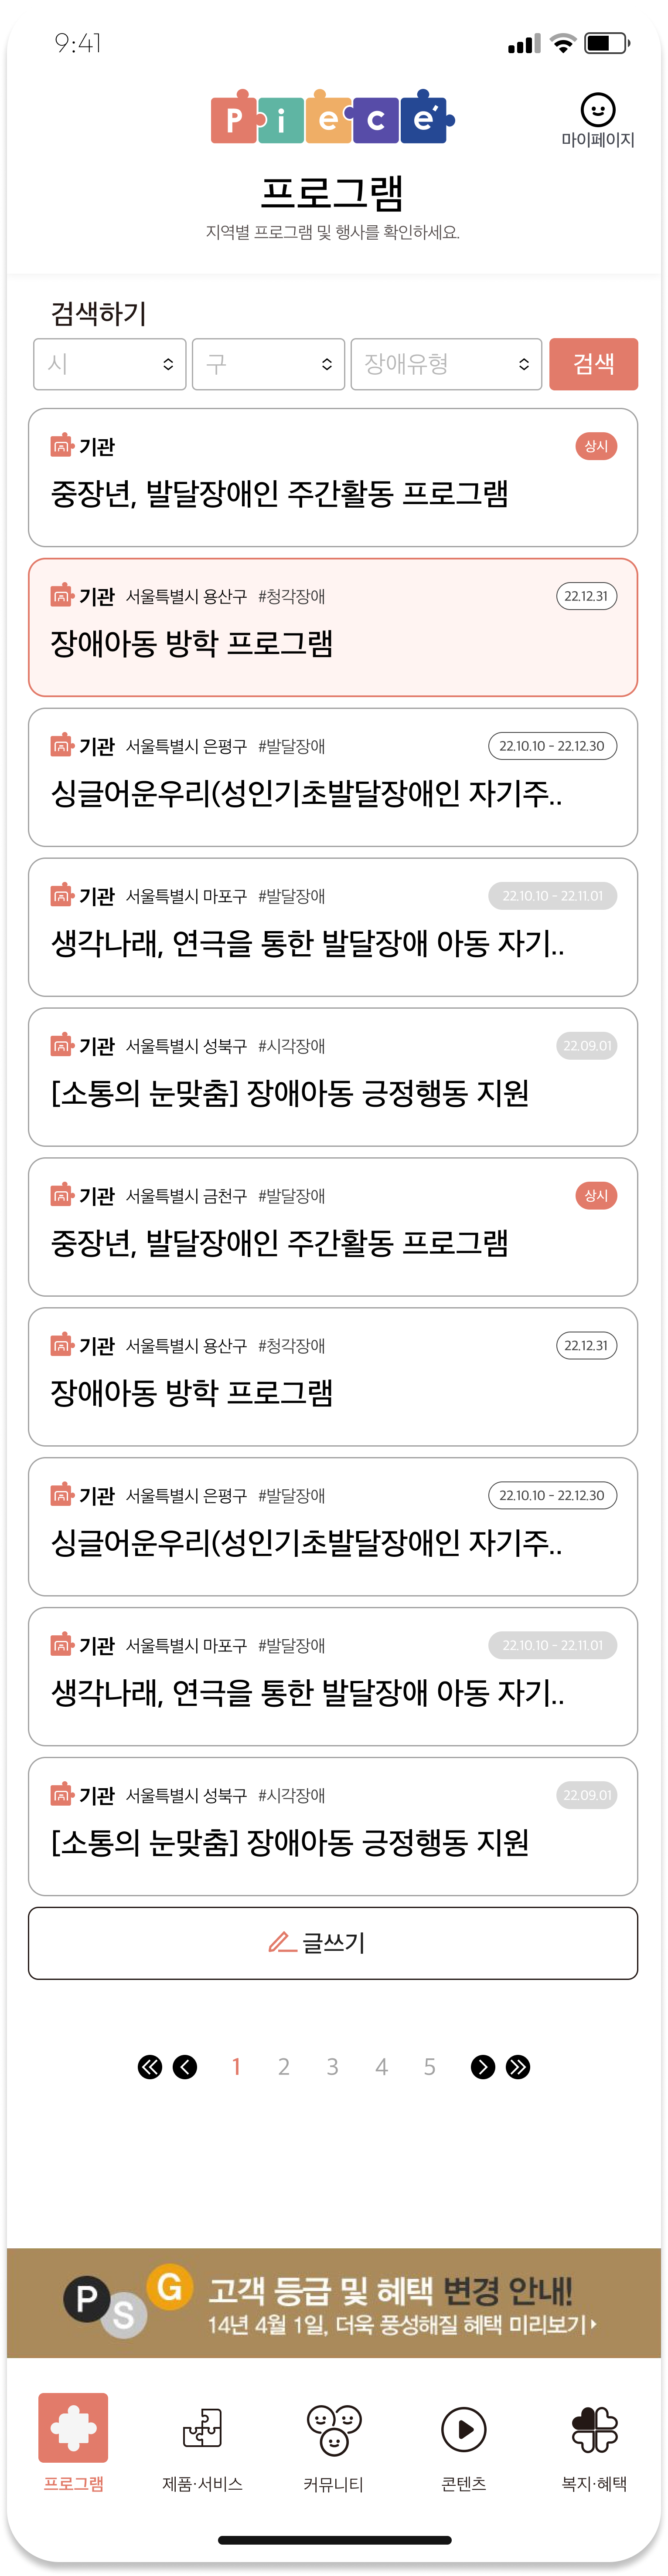 9:41
Piece´
마이페이지
프로그램
지역별 프로그램 및 행사를 확인하세요.
검색하기
시 구 장애유형 검색
기관 상시
중장년, 발달장애인 주간활동 프로그램
기관 서울특별시 용산구 #청각장애 22.12.31
장애아동 방학 프로그램
기관 서울특별시 은평구 #발달장애 22.10.10 - 22.12.30
싱글어운우리(성인기초발달장애인 자기주..
기관 서울특별시 마포구 #발달장애 22.10.10 - 22.11.01
생각나래, 연극을 통한 발달장애 아동 자기..
기관 서울특별시 성북구 #시각장애 22.09.01
[소통의 눈맞춤] 장애아동 긍정행동 지원
기관 서울특별시 금천구 #발달장애 상시
중장년, 발달장애인 주간활동 프로그램
기관 서울특별시 용산구 #청각장애 22.12.31
장애아동 방학 프로그램
기관 서울특별시 은평구 #발달장애 22.10.10 - 22.12.30
싱글어운우리(성인기초발달장애인 자기주..
기관 서울특별시 마포구 #발달장애 22.10.10 - 22.11.01
생각나래, 연극을 통한 발달장애 아동 자기..
기관 서울특별시 성북구 #시각장애 22.09.01
[소통의 눈맞춤] 장애아동 긍정행동 지원
글쓰기
1 2 3 4 5
P S G 고객 등급 및 혜택 변경 안내!
14년 4월 1일, 더욱 풍성해질 혜택 미리보기
프로그램 제품·서비스 커뮤니티 콘텐츠 복지·혜택